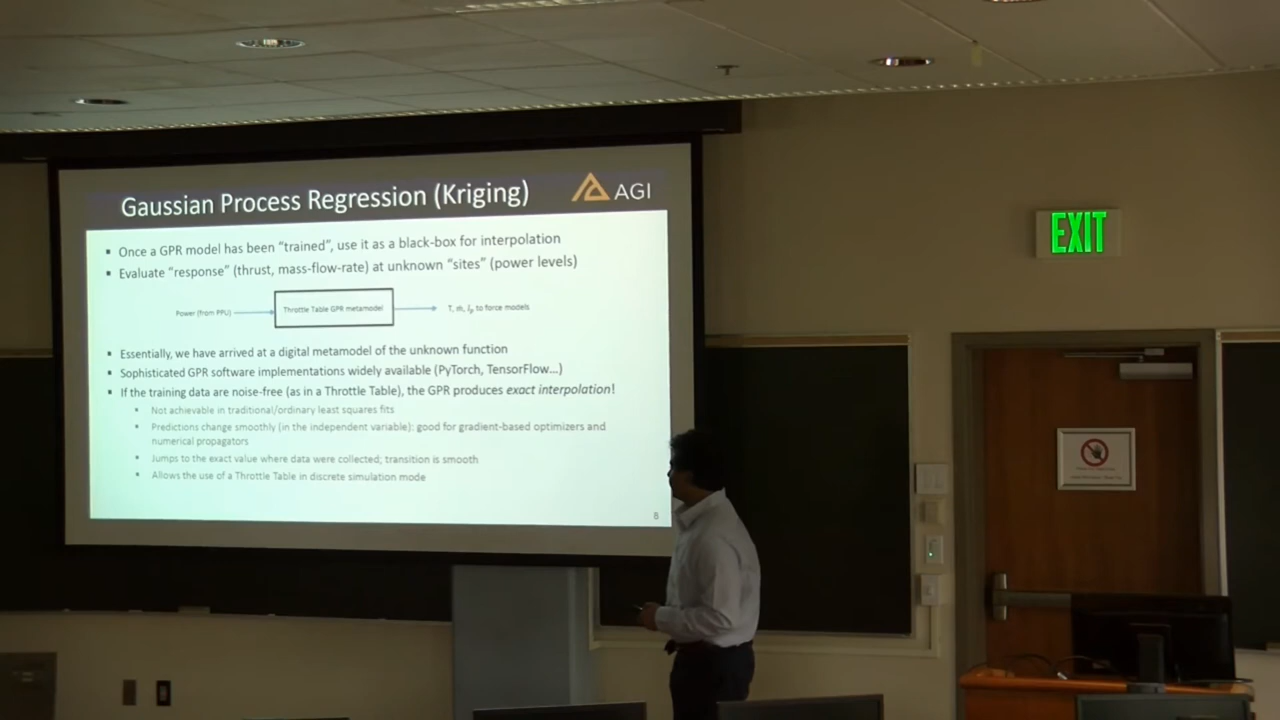 Gaussian Process Regression (Kriging)
AGI
▪ Once a GPR model has been “trained”, use it as a black-box for interpolation
▪ Evaluate “response” (thrust, mass-flow-rate) at unknown “sites” (power levels)
Power (from PPU)
Throttle Table GPR metamodel
T, ṁ, Isp to force models
▪ Essentially, we have arrived at a digital metamodel of the unknown function
▪ Sophisticated GPR software implementations widely available (PyTorch, TensorFlow…)
▪ If the training data are noise-free (as in a Throttle Table), the GPR produces exact interpolation!
▪ Not achievable in traditional/ordinary least squares fits
▪ Predictions change smoothly (in the independent variable): good for gradient-based optimizers and
numerical propagators
▪ Jumps to the exact value where data were collected; transition is smooth
▪ Allows the use of a Throttle Table in discrete simulation mode
8
EXIT